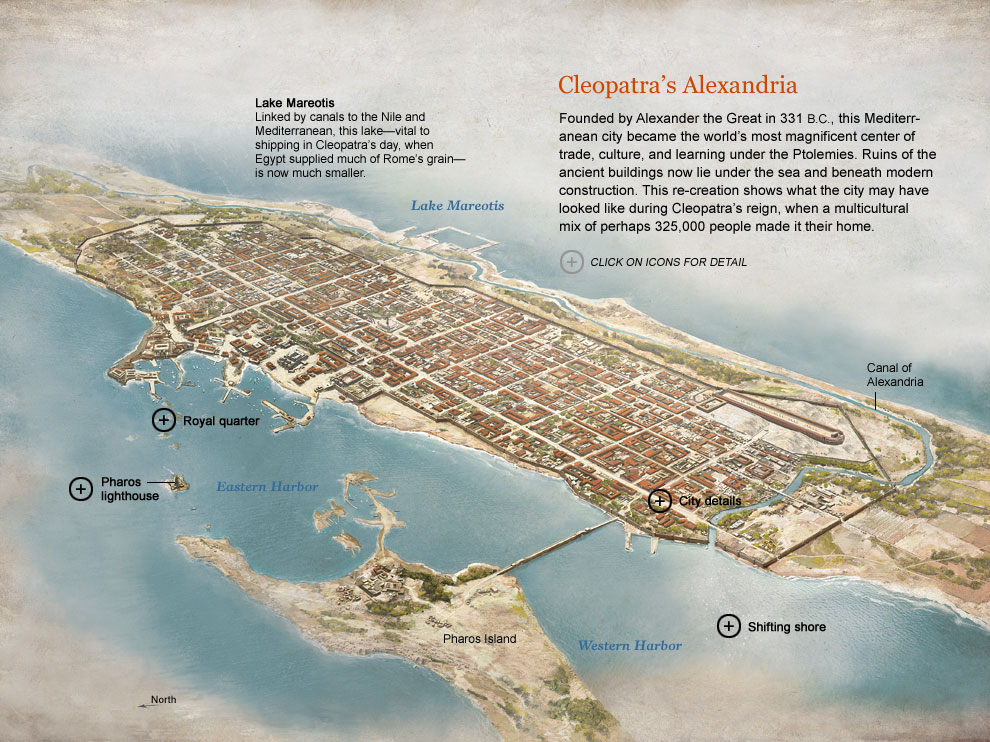 Cleopatra’s Alexandria
Founded by Alexander the Great in 331 B.C., this Mediterr-
anean city became the world’s most magnificent center of
trade, culture, and learning under the Ptolemies. Ruins of the
ancient buildings now lie under the sea and beneath modern
construction. This re-creation shows what the city may have
looked like during Cleopatra’s reign, when a multicultural
mix of perhaps 325,000 people made it their home.
CLICK ON ICONS FOR DETAIL
Lake Mareotis
Linked by canals to the Nile and
Mediterranean, this lake—vital to
shipping in Cleopatra’s day, when
Egypt supplied much of Rome’s grain—
is now much smaller.
Lake Mareotis
Canal of
Alexandria
Royal quarter
Pharos
lighthouse
Eastern Harbor
City details
Shifting shore
Pharos Island
Western Harbor
North